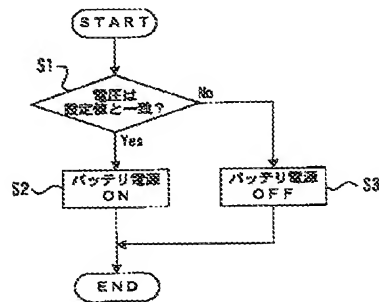 START
S1
電圧は
設定値と一致?
No
Yes
S2
バッテリ電源
ON
バッテリ電源
OFF
S3
END